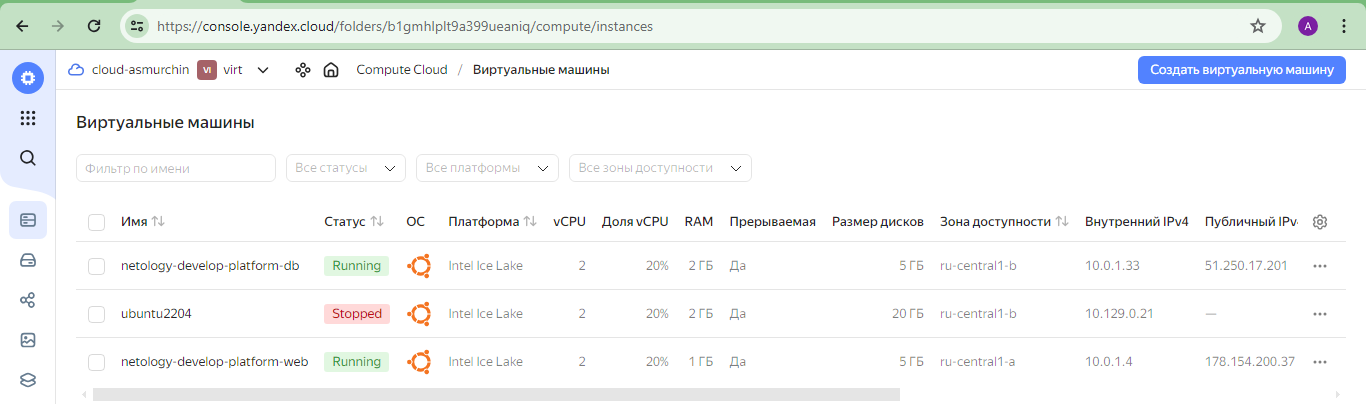 https://console.yandex.cloud/folders/b1gmhlplt9a399ueaniq/compute/instances
A
cloud-asmurchin VI virt Compute Cloud / Виртуальные машины Создать виртуальную машину
Виртуальные машины
Фильтр по имени Все статусы Все платформы Все зоны доступности
Имя Статус ОС Платформа vCPU Доля vCPU RAM Прерываемая Размер дисков Зона доступности Внутренний IPv4 Публичный IPv
netology-develop-platform-db Running Intel Ice Lake 2 20% 2 ГБ Да 5 ГБ ru-central1-b 10.0.1.33 51.250.17.201
ubuntu2204 Stopped Intel Ice Lake 2 20% 2 ГБ Да 20 ГБ ru-central1-b 10.129.0.21 —
netology-develop-platform-web Running Intel Ice Lake 2 20% 1 ГБ Да 5 ГБ ru-central1-a 10.0.1.4 178.154.200.37